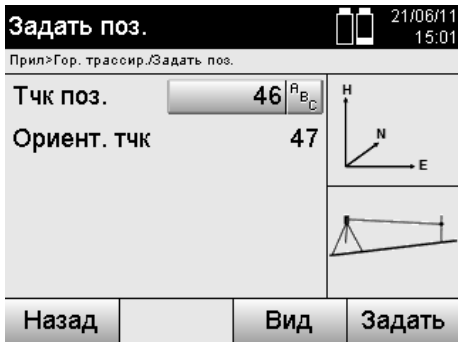 Задать поз.
21/06/11
15:01
Прил>Гор. трассир./Задать поз.
Тчк поз. 46 ABC
Ориент. тчк 47
H
N
E
Назад Вид Задать